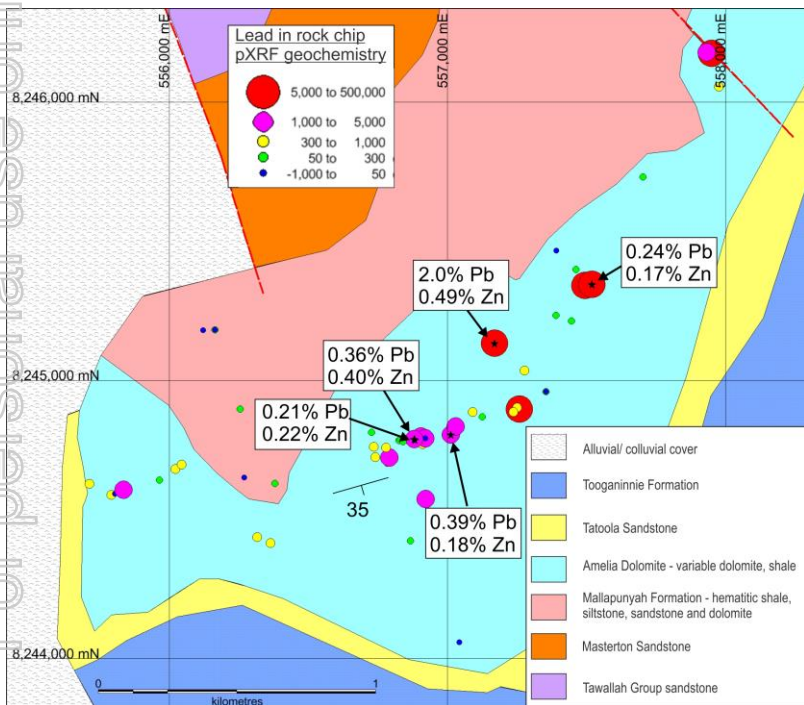 For personal use only
Lead in rock chip
pXRF geochemistry
5,000 to 500,000
1,000 to 5,000
300 to 1,000
50 to 300
-1,000 to 50
556,000 mE
557,000 mE
558,000 mE
8,246,000 mN
0.24% Pb
0.17% Zn
2.0% Pb
0.49% Zn
0.36% Pb
0.40% Zn
8,245,000 mN
0.21% Pb
0.22% Zn
35
0.39% Pb
0.18% Zn
Alluvial/ colluvial cover
Tooganinnie Formation
Tatoola Sandstone
Amelia Dolomite - variable dolomite, shale
Mallapunyah Formation - hematitic shale,
siltstone, sandstone and dolomite
Masterton Sandstone
Tawallah Group sandstone
8,244,000 mN
0 1
kilometres